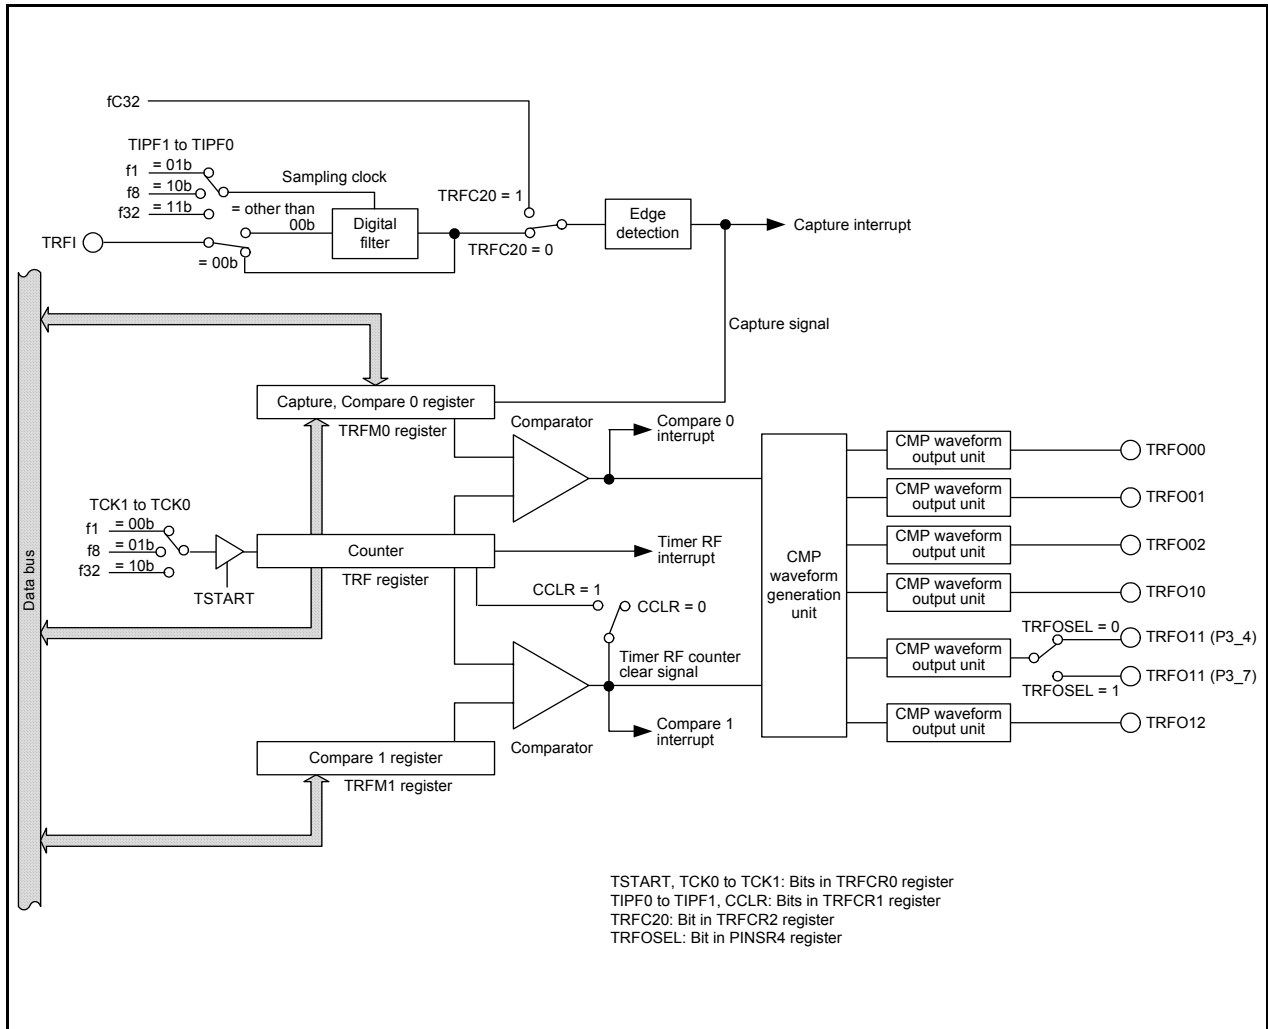 fC32
TIPF1 to TIPF0
f1 = 01b
f8 = 10b
f32 = 11b
Sampling clock
= other than
00b
Digital
filter
TRFI
= 00b
TRFC20 = 1
TRFC20 = 0
Edge
detection
Capture interrupt
Capture signal
Data bus
Capture, Compare 0 register
TRFM0 register
Comparator
Compare 0
interrupt
TCK1 to TCK0
f1 = 00b
f8 = 01b
f32 = 10b
TSTART
Counter
TRF register
Timer RF
interrupt
CCLR = 1
CCLR = 0
Timer RF counter
clear signal
Compare 1
interrupt
Comparator
Compare 1 register
TRFM1 register
CMP
waveform
generation
unit
CMP waveform
output unit
TRFO00
CMP waveform
output unit
TRFO01
CMP waveform
output unit
TRFO02
CMP waveform
output unit
TRFO10
CMP waveform
output unit
TRFOSEL = 0
TRFO11 (P3_4)
TRFOSEL = 1
TRFO11 (P3_7)
CMP waveform
output unit
TRFO12
TSTART, TCK0 to TCK1: Bits in TRFCR0 register
TIPF0 to TIPF1, CCLR: Bits in TRFCR1 register
TRFC20: Bit in TRFCR2 register
TRFOSEL: Bit in PINSR4 register